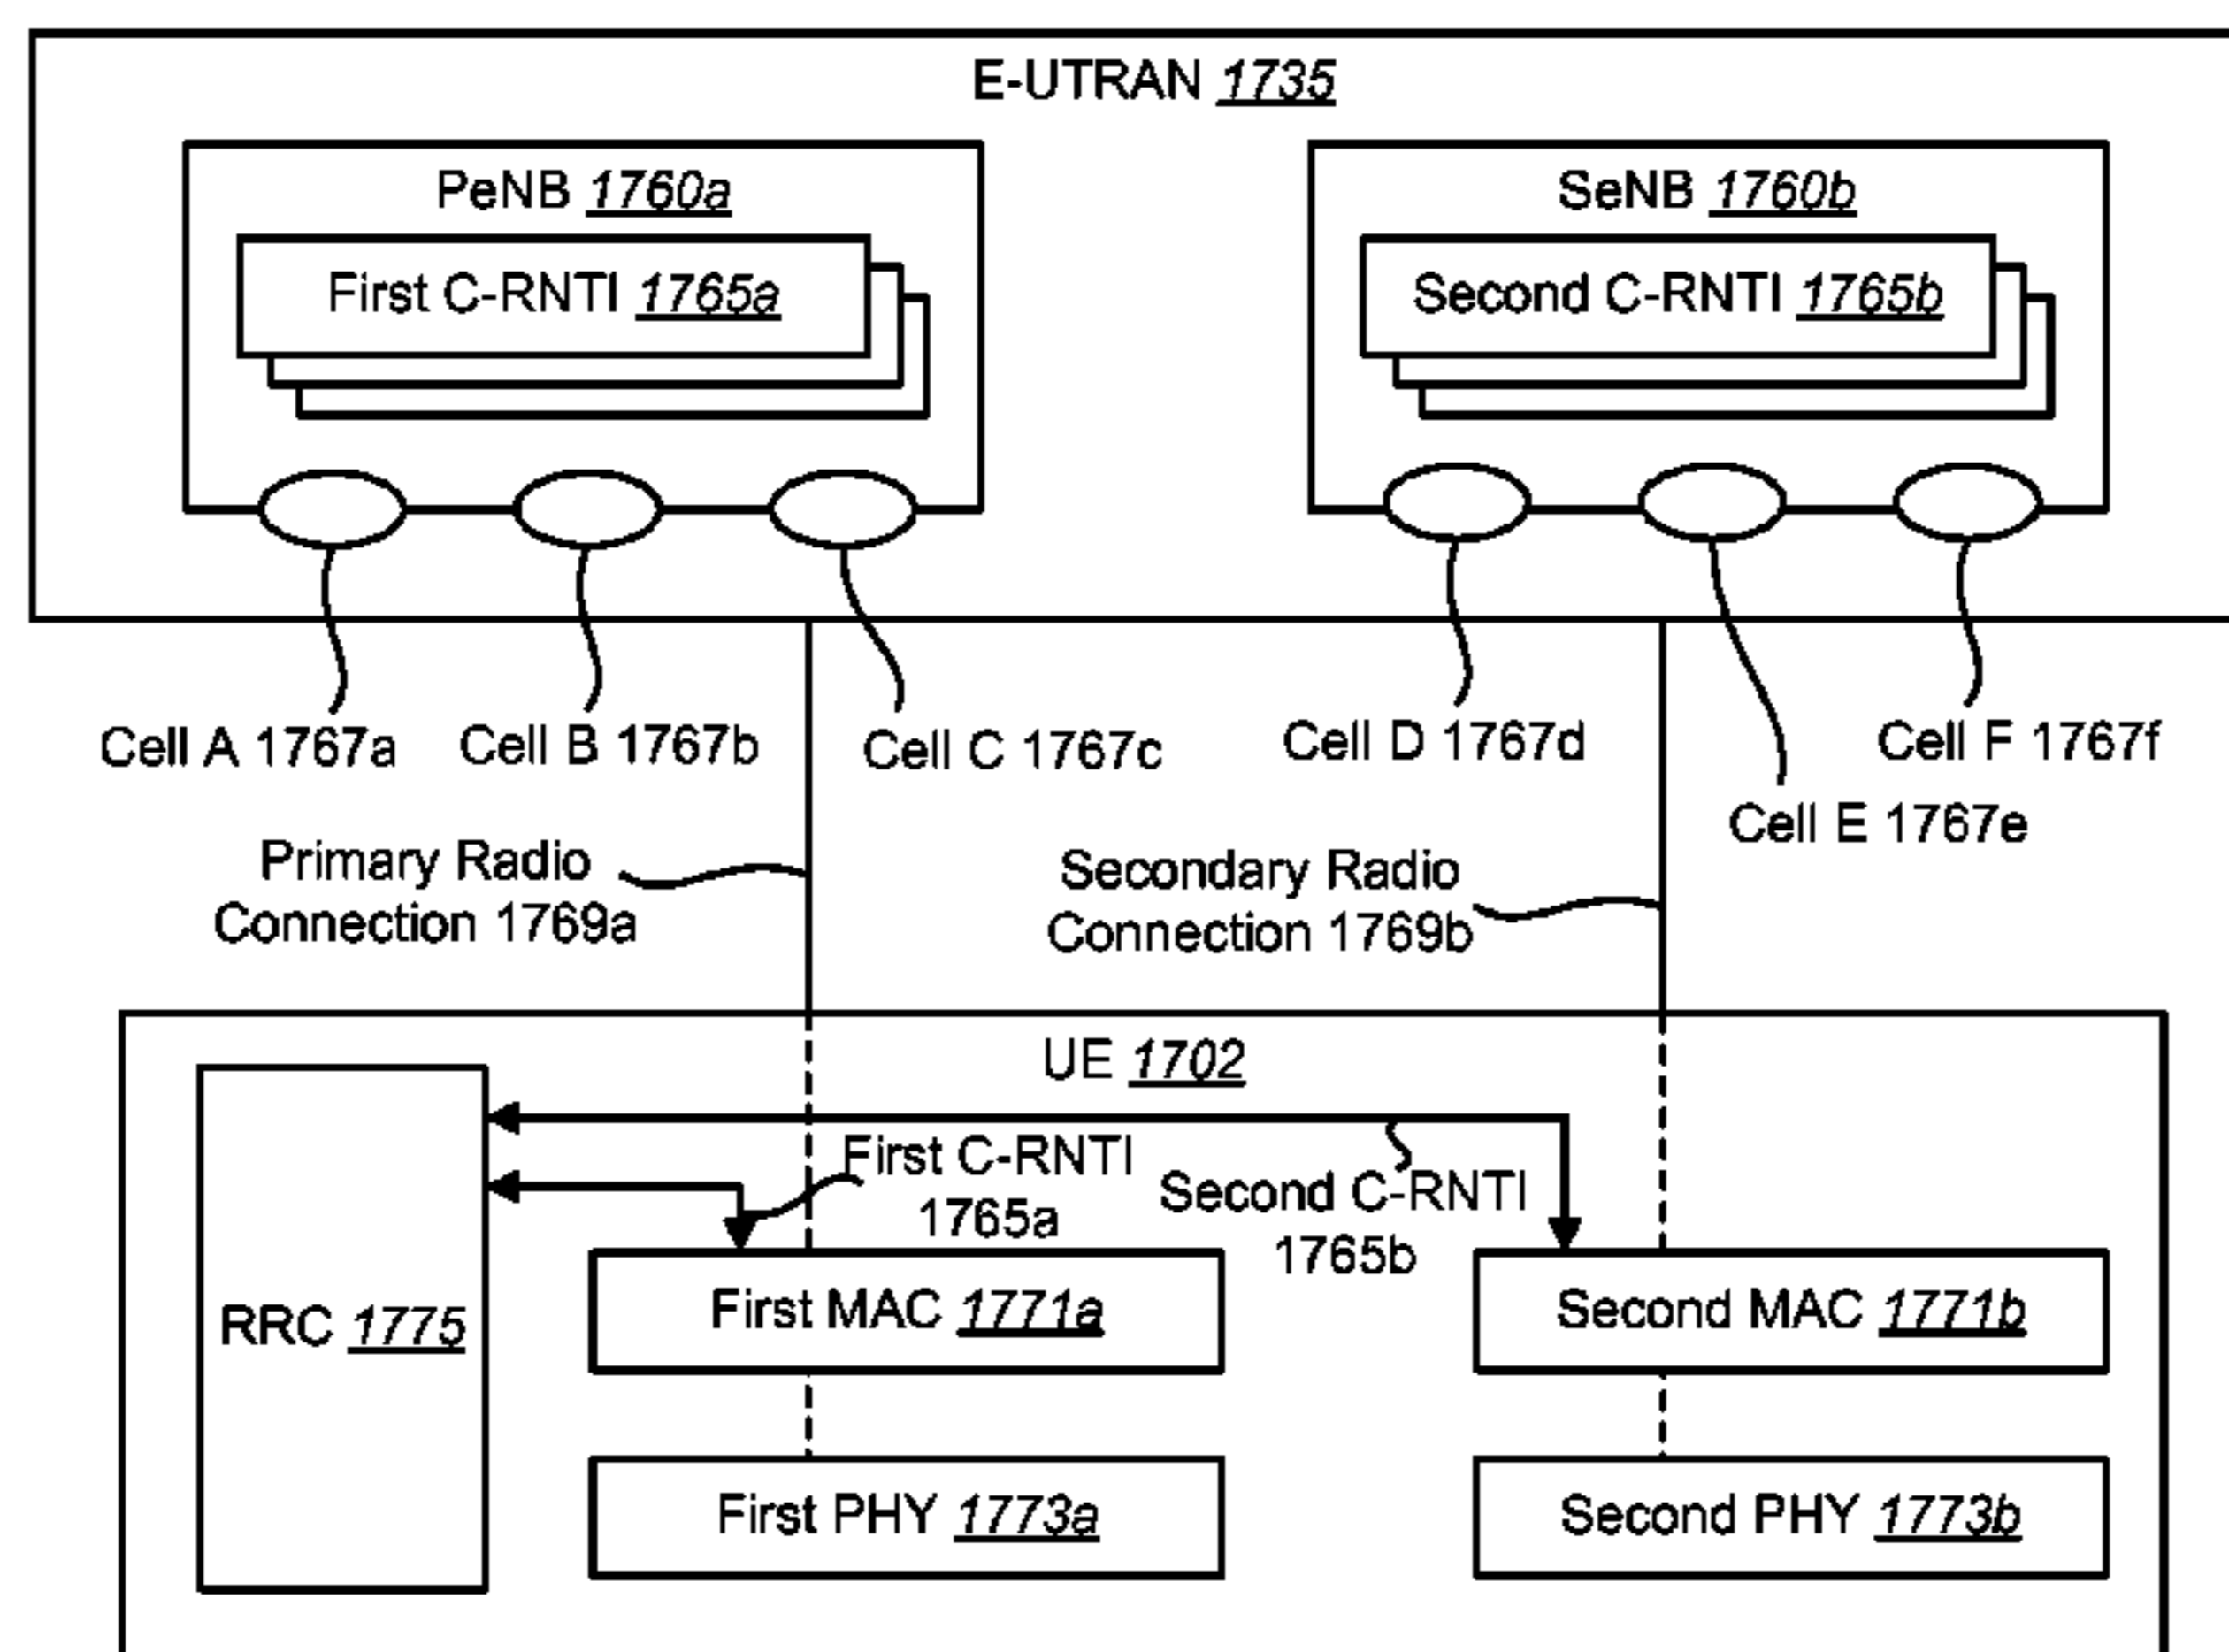 E-UTRAN 1735
PeNB 1760a
SeNB 1760b
First C-RNTI 1765a
Second C-RNTI 1765b
Cell A 1767a
Cell B 1767b
Cell C 1767c
Cell D 1767d
Cell F 1767f
Cell E 1767e
Primary Radio
Connection 1769a
Secondary Radio
Connection 1769b
UE 1702
First C-RNTI
1765a
Second C-RNTI
1765b
RRC 1775
First MAC 1771a
Second MAC 1771b
First PHY 1773a
Second PHY 1773b